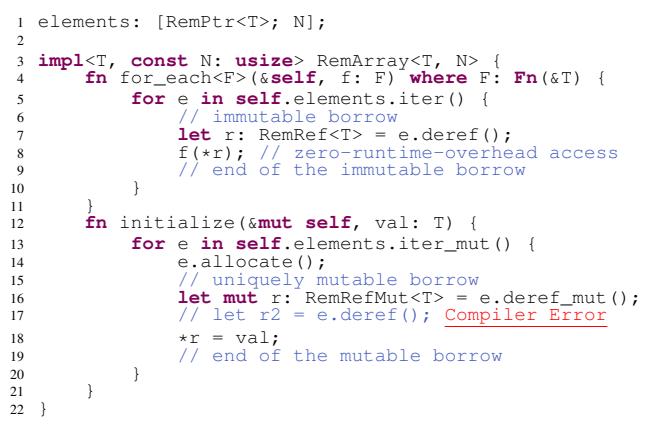 1 elements: [RemPtr<T>; N];
2
3 impl<T, const N: usize> RemArray<T, N> {
4     fn for_each<F>(&self, f: F) where F: Fn(&T) {
5         for e in self.elements.iter() {
6             // immutable borrow
7             let r: RemRef<T> = e.deref();
8             f(*r); // zero-runtime-overhead access
9             // end of the immutable borrow
10         }
11     }
12     fn initialize(&mut self, val: T) {
13         for e in self.elements.iter_mut() {
14             e.allocate();
15             // uniquely mutable borrow
16             let mut r: RemRefMut<T> = e.deref_mut();
17             // let r2 = e.deref(); Compiler Error
18             *r = val;
19             // end of the mutable borrow
20         }
21     }
22 }